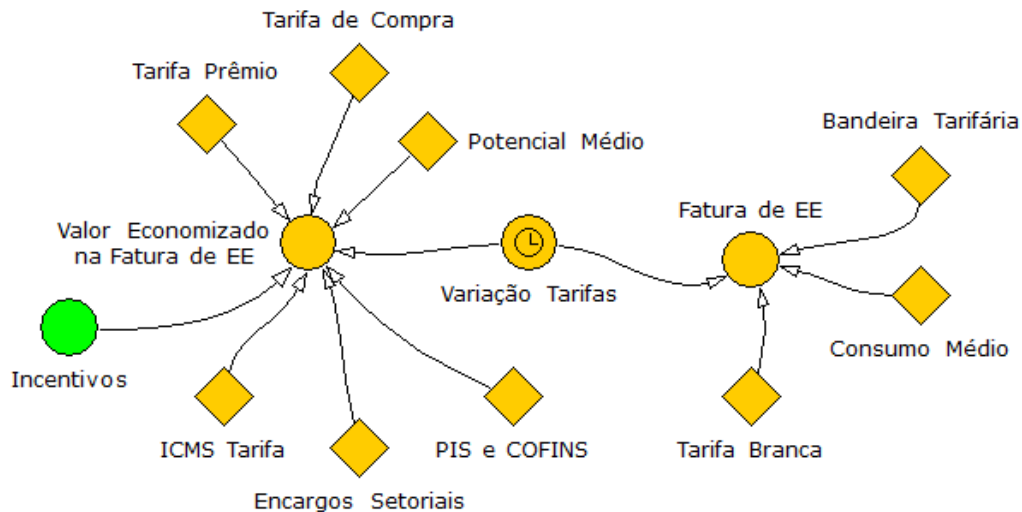 Tarifa de Compra
Tarifa Prêmio
Potencial Médio
Bandeira Tarifária
Valor Economizado
na Fatura de EE
Fatura de EE
Variação Tarifas
Incentivos
Consumo Médio
ICMS Tarifa
PIS e COFINS
Tarifa Branca
Encargos Setoriais